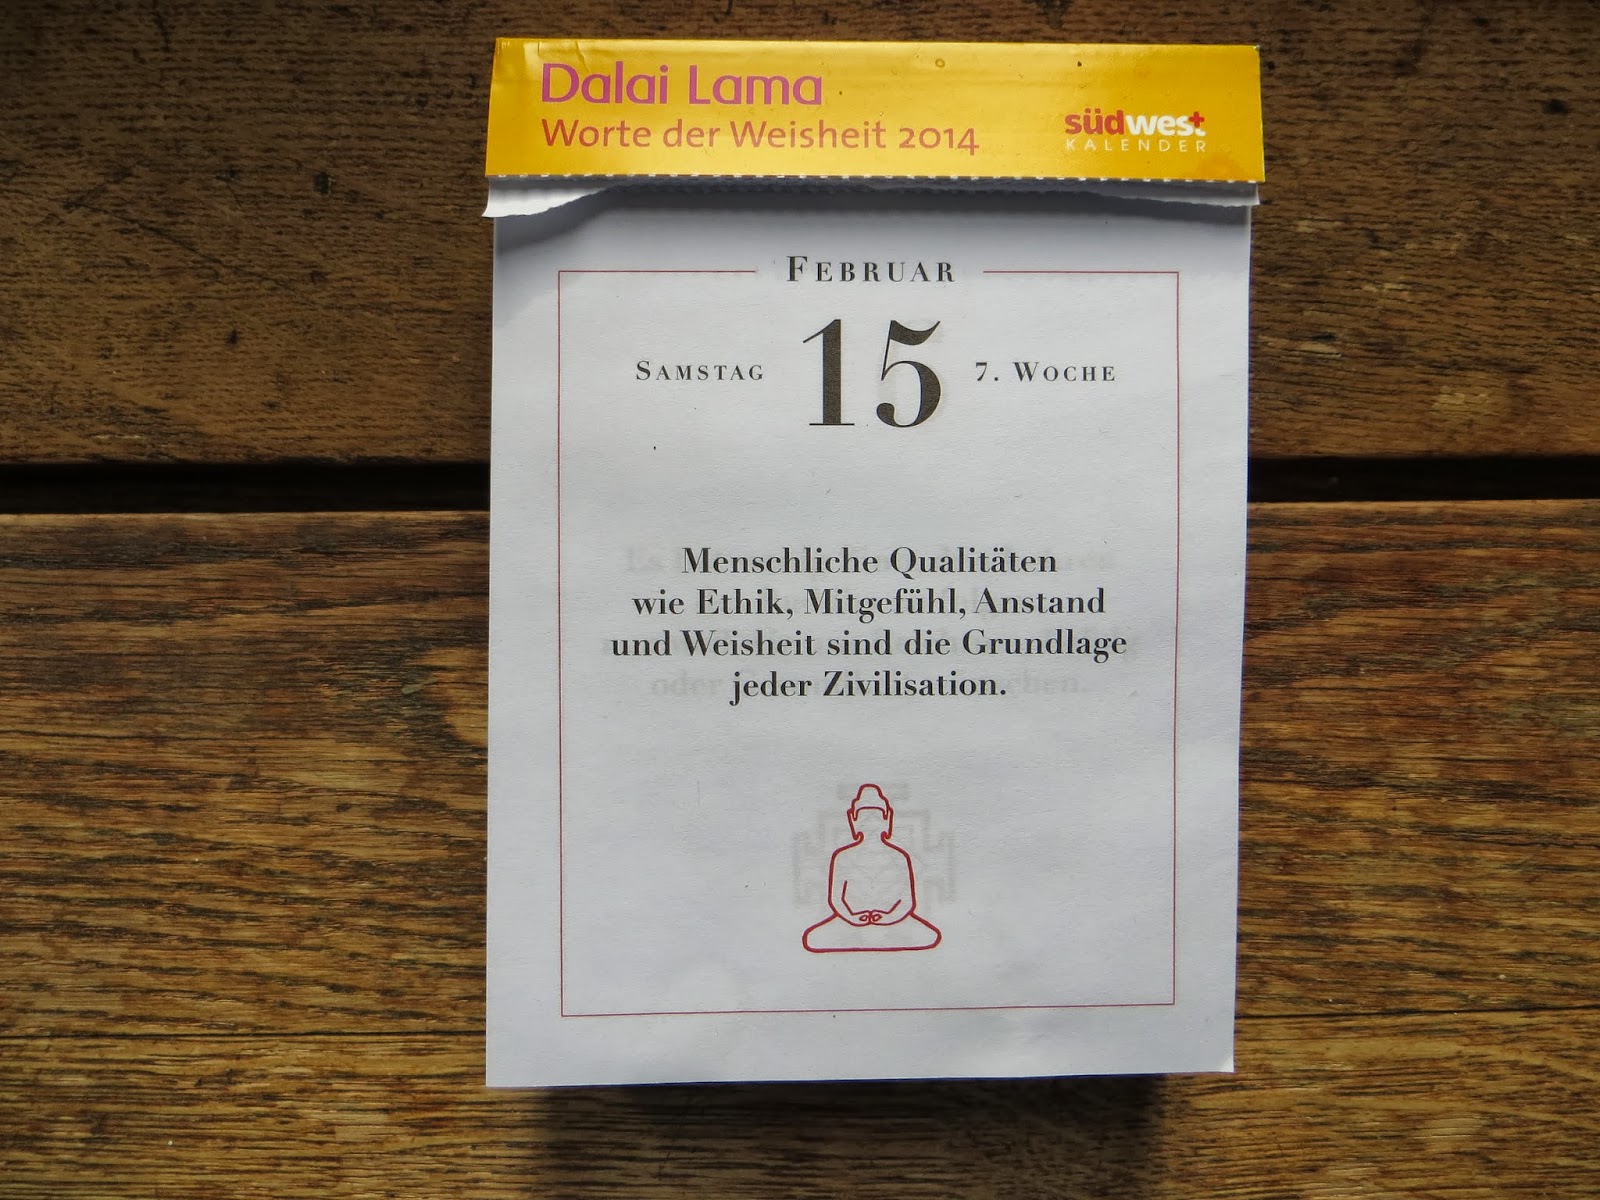 Dalai Lama
Worte der Weisheit 2014
südwest
KALENDER
FEBRUAR
SAMSTAG 15 7. WOCHE
Menschliche Qualitäten
wie Ethik, Mitgefühl, Anstand
und Weisheit sind die Grundlage
jeder Zivilisation.